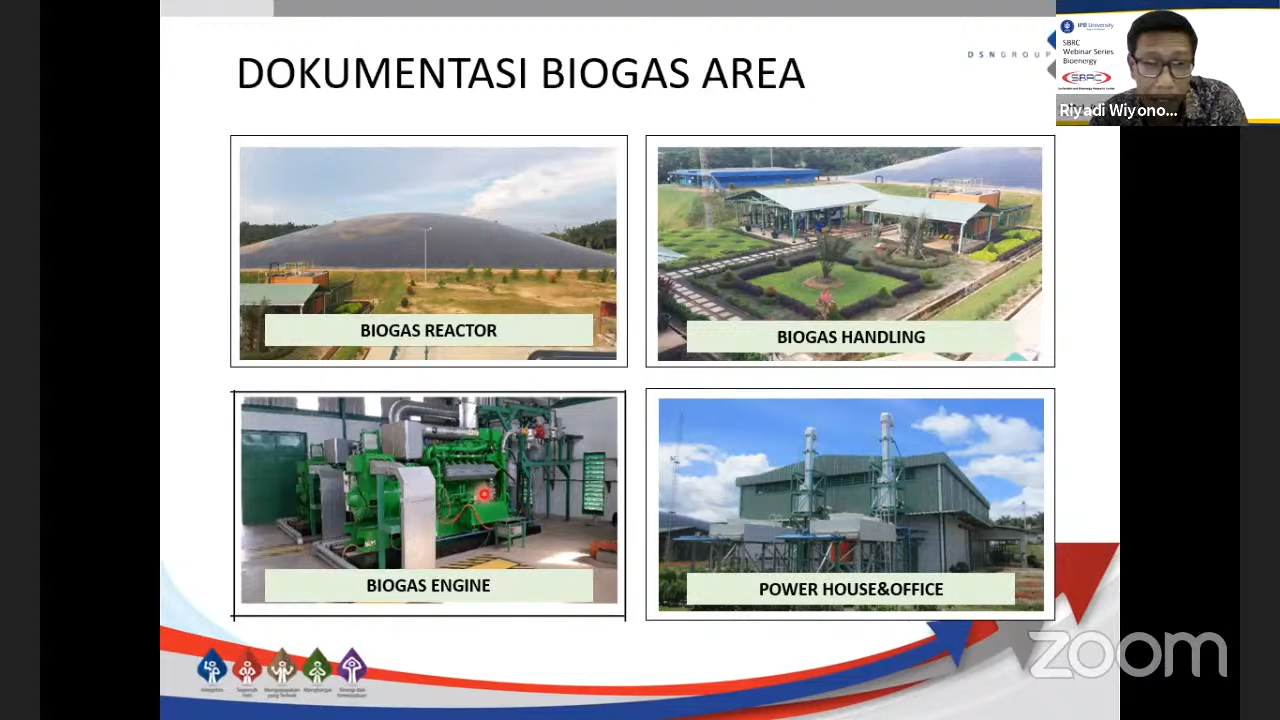 DOKUMENTASI BIOGAS AREA
DSNGROUP
IPB University
SBRC
Webinar Series
Bioenergy
SBRC
Riyadi Wiyono...
BIOGAS REACTOR
BIOGAS HANDLING
BIOGAS ENGINE
POWER HOUSE&OFFICE
Integritas
zoom